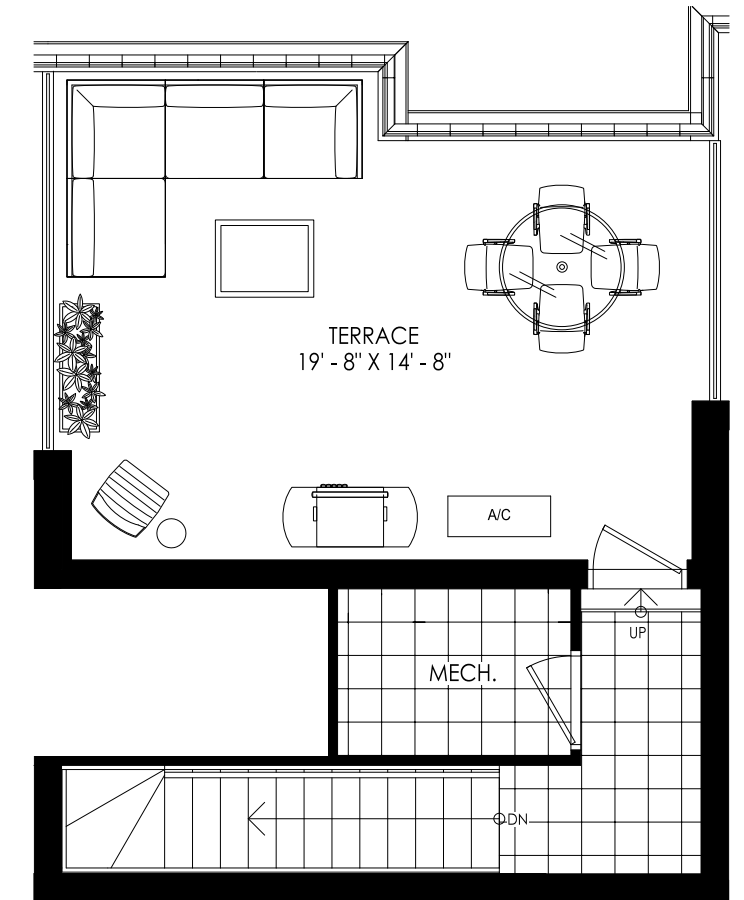 TERRACE
19' - 8" X 14' - 8"
A/C
UP
MECH.
DN